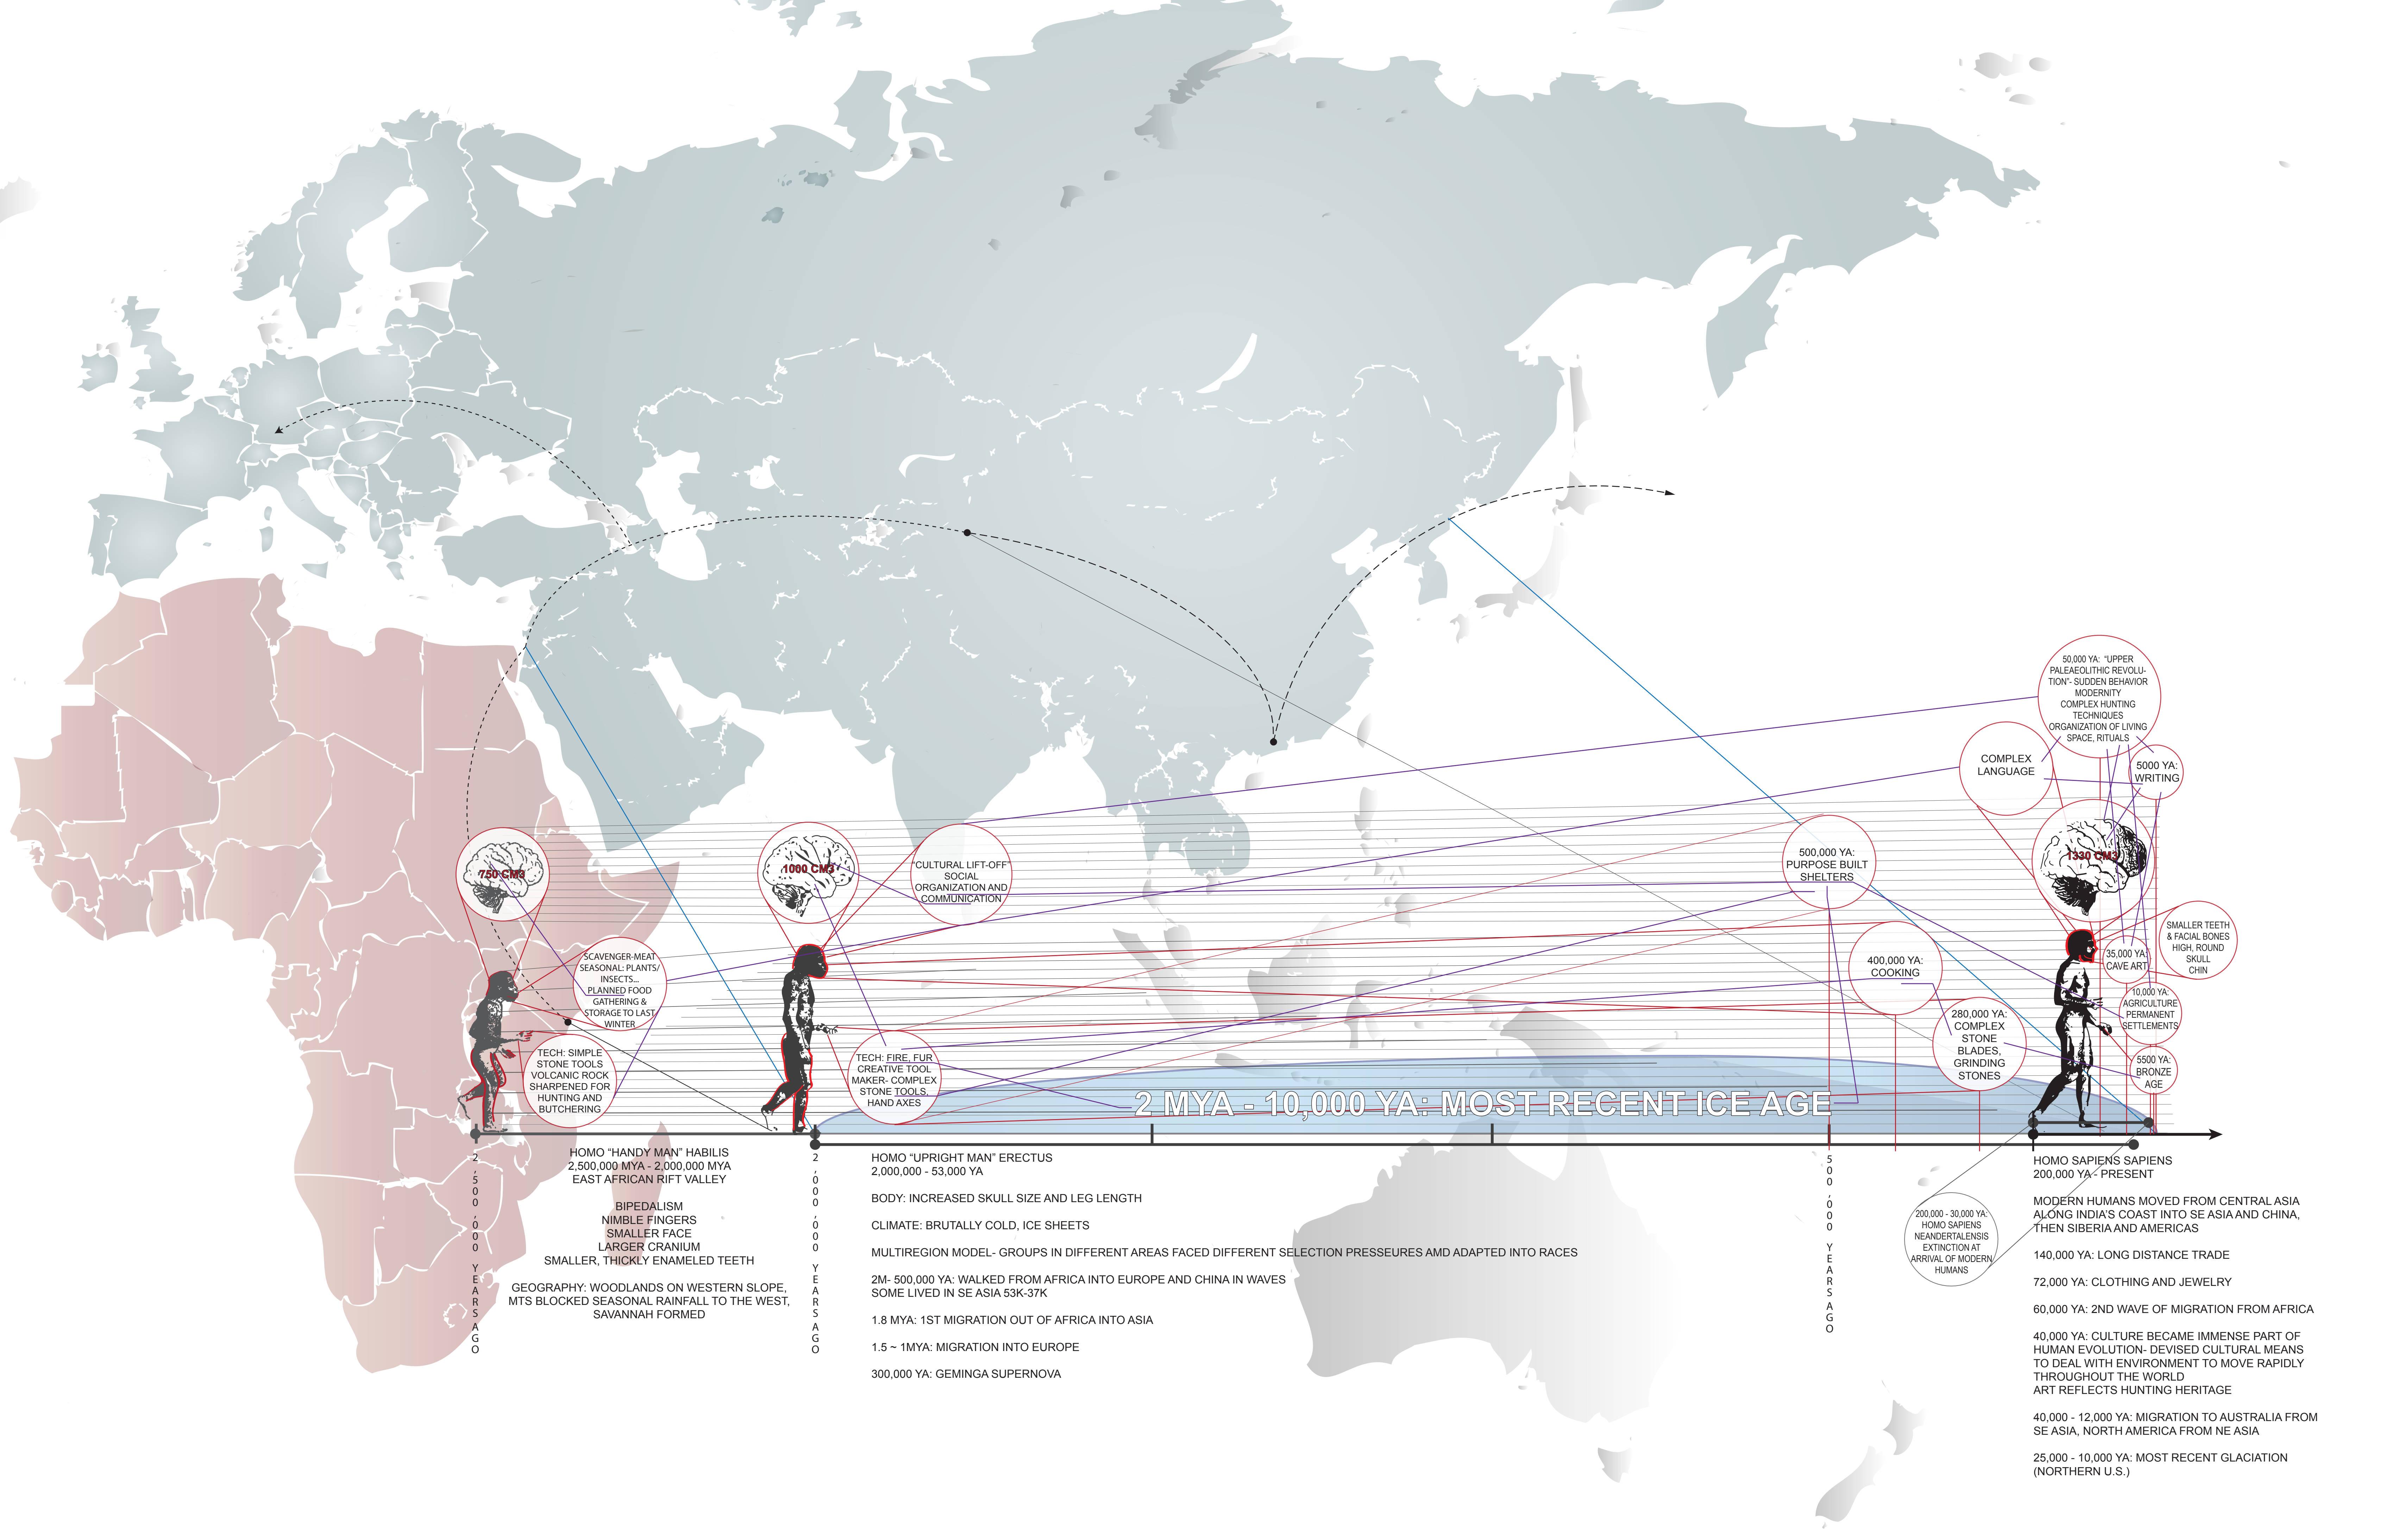 50,000 YA: “UPPER
PALEAEOLITHIC REVOLU-
TION”- SUDDEN BEHAVIOR
MODERNITY
COMPLEX HUNTING
TECHNIQUES
ORGANIZATION OF LIVING
SPACE, RITUALS
COMPLEX
LANGUAGE
5000 YA:
WRITING
750 CM3
1000 CM3
“CULTURAL LIFT-OFF”
SOCIAL
ORGANIZATION AND
COMMUNICATION
500,000 YA:
PURPOSE BUILT
SHELTERS
1330 CM3
SCAVENGER-MEAT
SEASONAL: PLANTS/
INSECTS...
PLANNED FOOD
GATHERING &
STORAGE TO LAST
WINTER
400,000 YA:
COOKING
35,000 YA:
CAVE ART
SMALLER TEETH
& FACIAL BONES
HIGH, ROUND
SKULL
CHIN
TECH: SIMPLE
STONE TOOLS
VOLCANIC ROCK
SHARPENED FOR
HUNTING AND
BUTCHERING
TECH: FIRE, FUR
CREATIVE TOOL
MAKER- COMPLEX
STONE TOOLS,
HAND AXES
280,000 YA:
COMPLEX
STONE
BLADES,
GRINDING
STONES
10,000 YA:
AGRICULTURE
PERMANENT
SETTLEMENTS
5500 YA:
BRONZE
AGE
2 MYA - 10,000 YA: MOST RECENT ICE AGE
2,500,000 YEARS AGO
HOMO “HANDY MAN” HABILIS
2,500,000 MYA - 2,000,000 MYA
EAST AFRICAN RIFT VALLEY
BIPEDALISM
NIMBLE FINGERS
SMALLER FACE
LARGER CRANIUM
SMALLER, THICKLY ENAMELED TEETH
GEOGRAPHY: WOODLANDS ON WESTERN SLOPE,
MTS BLOCKED SEASONAL RAINFALL TO THE WEST,
SAVANNAH FORMED
2,000,000 YEARS AGO
HOMO “UPRIGHT MAN” ERECTUS
2,000,000 - 53,000 YA
BODY: INCREASED SKULL SIZE AND LEG LENGTH
CLIMATE: BRUTALLY COLD, ICE SHEETS
MULTIREGION MODEL- GROUPS IN DIFFERENT AREAS FACED DIFFERENT SELECTION PRESSEURES AMD ADAPTED INTO RACES
2M- 500,000 YA: WALKED FROM AFRICA INTO EUROPE AND CHINA IN WAVES
SOME LIVED IN SE ASIA 53K-37K
1.8 MYA: 1ST MIGRATION OUT OF AFRICA INTO ASIA
1.5 ~ 1MYA: MIGRATION INTO EUROPE
300,000 YA: GEMINGA SUPERNOVA
500,000 YEARS AGO
200,000 - 30,000 YA:
HOMO SAPIENS
NEANDERTALENSIS
EXTINCTION AT
ARRIVAL OF MODERN
HUMANS
HOMO SAPIENS SAPIENS
200,000 YA - PRESENT
MODERN HUMANS MOVED FROM CENTRAL ASIA
ALONG INDIA’S COAST INTO SE ASIA AND CHINA,
THEN SIBERIA AND AMERICAS
140,000 YA: LONG DISTANCE TRADE
72,000 YA: CLOTHING AND JEWELRY
60,000 YA: 2ND WAVE OF MIGRATION FROM AFRICA
40,000 YA: CULTURE BECAME IMMENSE PART OF
HUMAN EVOLUTION- DEVISED CULTURAL MEANS
TO DEAL WITH ENVIRONMENT TO MOVE RAPIDLY
THROUGHOUT THE WORLD
ART REFLECTS HUNTING HERITAGE
40,000 - 12,000 YA: MIGRATION TO AUSTRALIA FROM
SE ASIA, NORTH AMERICA FROM NE ASIA
25,000 - 10,000 YA: MOST RECENT GLACIATION
(NORTHERN U.S.)